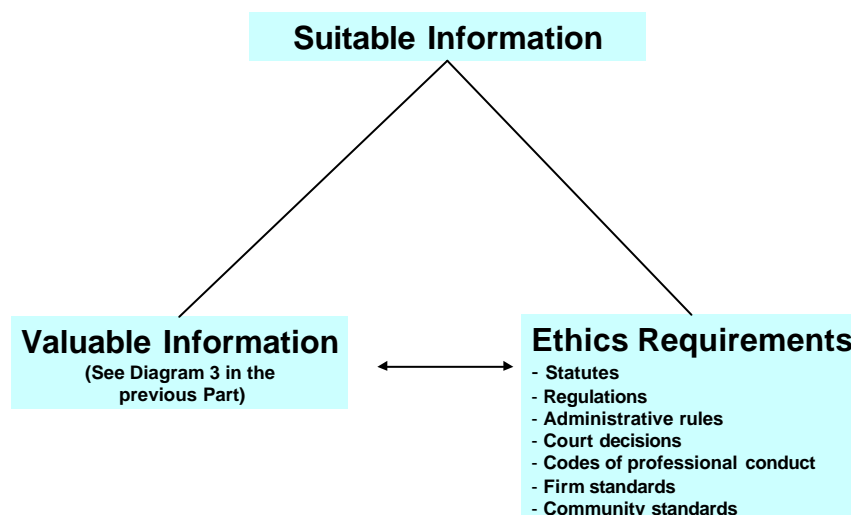 Suitable Information
Valuable Information
(See Diagram 3 in the
previous Part)
Ethics Requirements
- Statutes
- Regulations
- Administrative rules
- Court decisions
- Codes of professional conduct
- Firm standards
- Community standards